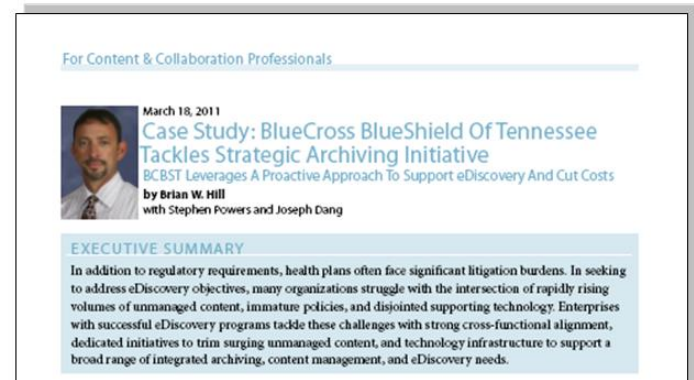 For Content & Collaboration Professionals
March 18, 2011
Case Study: BlueCross BlueShield Of Tennessee
Tackles Strategic Archiving Initiative
BCBST Leverages A Proactive Approach To Support eDiscovery And Cut Costs
by Brian W. Hill
with Stephen Powers and Joseph Dang
EXECUTIVE SUMMARY
In addition to regulatory requirements, health plans often face significant litigation burdens. In seeking
to address eDiscovery objectives, many organizations struggle with the intersection of rapidly rising
volumes of unmanaged content, immature policies, and disjointed supporting technology. Enterprises
with successful eDiscovery programs tackle these challenges with strong cross-functional alignment,
dedicated initiatives to trim surging unmanaged content, and technology infrastructure to support a
broad range of integrated archiving, content management, and eDiscovery needs.